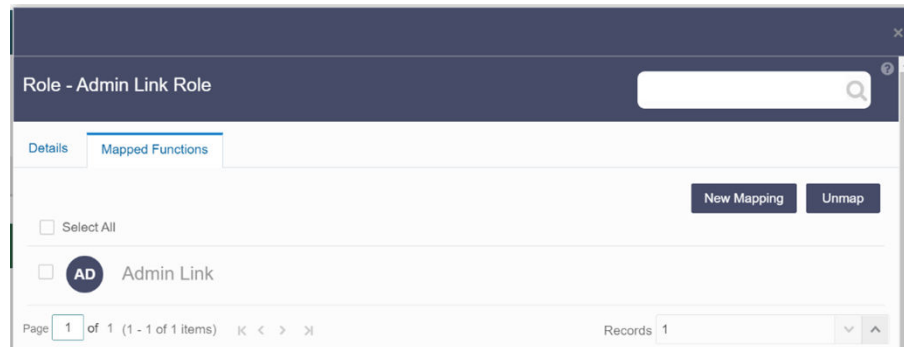 Role - Admin Link Role
Details Mapped Functions
New Mapping Unmap
Select All
AD Admin Link
Page 1 of 1 (1 - 1 of 1 items) Records 1